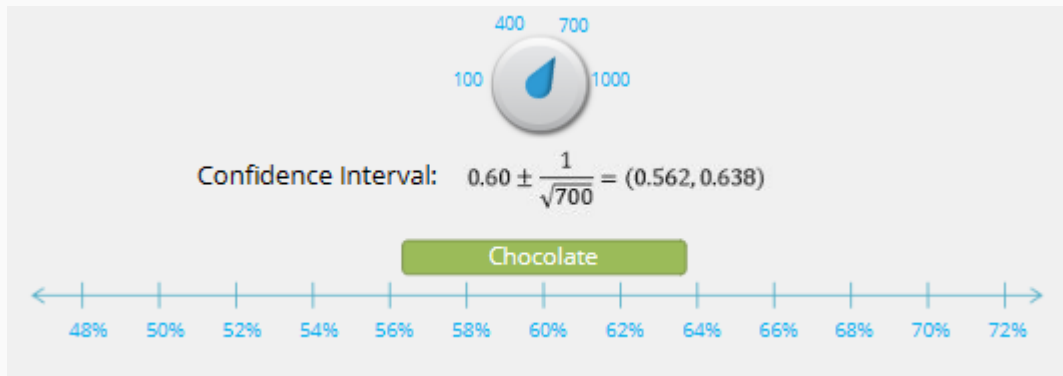 400 700
100 1000
Confidence Interval: 0.60 ± 1/√700 = (0.562, 0.638)
Chocolate
48% 50% 52% 54% 56% 58% 60% 62% 64% 66% 68% 70% 72%